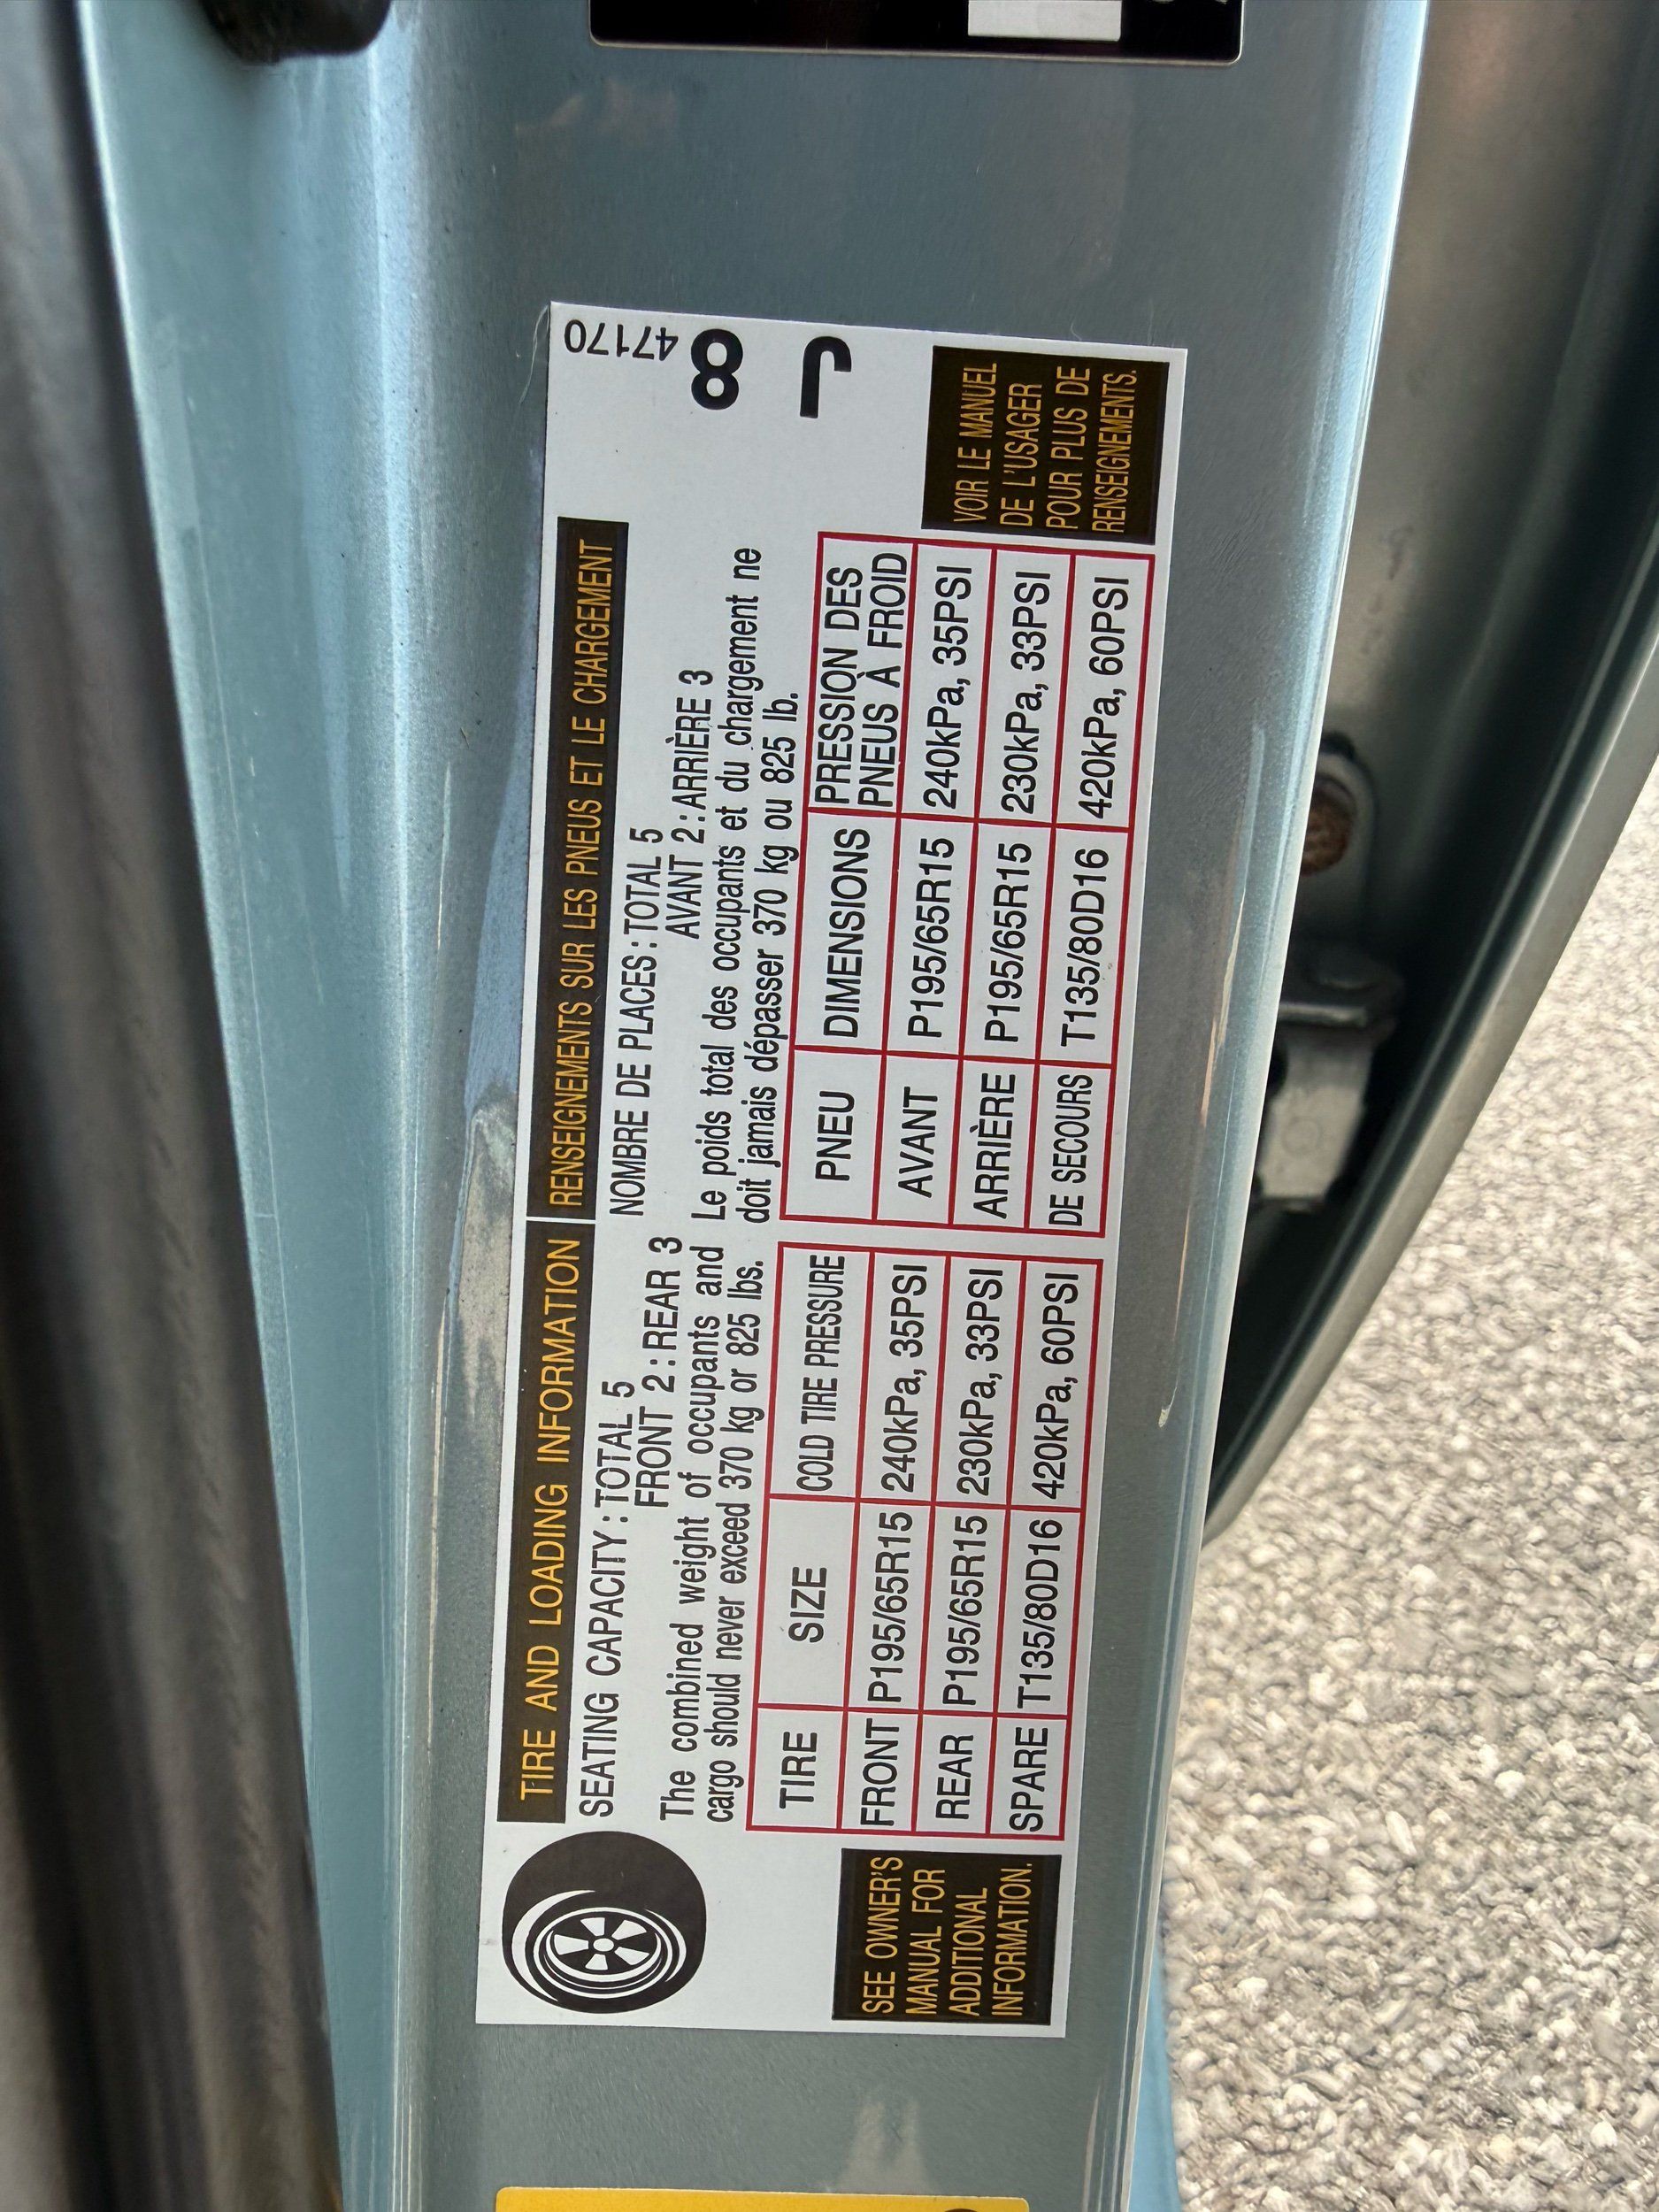 TIRE AND LOADING INFORMATION
SEATING CAPACITY : TOTAL 5
FRONT 2 : REAR 3
The combined weight of occupants and
cargo should never exceed 370 kg or 825 lbs.
TIRE SIZE COLD TIRE PRESSURE
FRONT P195/65R15 240kPa, 35PSI
REAR P195/65R15 230kPa, 33PSI
SPARE T135/80D16 420kPa, 60PSI
SEE OWNER'S
MANUAL FOR
ADDITIONAL
INFORMATION.
RENSEIGNEMENTS SUR LES PNEUS ET LE CHARGEMENT
NOMBRE DE PLACES : TOTAL 5
AVANT 2 : ARRIÈRE 3
Le poids total des occupants et du chargement ne
doit jamais dépasser 370 kg ou 825 lb.
PNEU DIMENSIONS PRESSION DES
PNEUS À FROID
AVANT P195/65R15 240kPa, 35PSI
ARRIÈRE P195/65R15 230kPa, 33PSI
DE SECOURS T135/80D16 420kPa, 60PSI
VOIR LE MANUEL
DE L'USAGER
POUR PLUS DE
RENSEIGNEMENTS.
47170
8
J